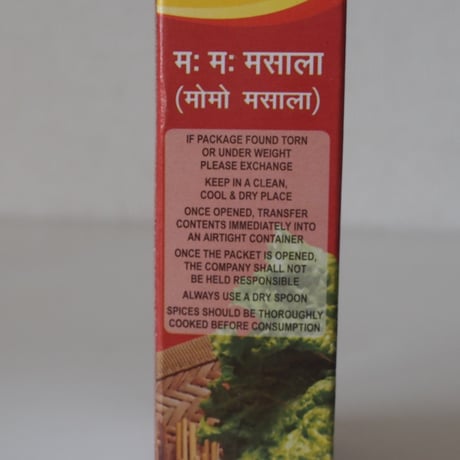 मः मः मसाला
(मोमो मसाला)
IF PACKAGE FOUND TORN
OR UNDER WEIGHT
PLEASE EXCHANGE
KEEP IN A CLEAN,
COOL & DRY PLACE
ONCE OPENED, TRANSFER
CONTENTS IMMEDIATELY INTO
AN AIRTIGHT CONTAINER
ONCE THE PACKET IS OPENED,
THE COMPANY SHALL NOT
BE HELD RESPONSIBLE
ALWAYS USE A DRY SPOON
SPICES SHOULD BE THOROUGHLY
COOKED BEFORE CONSUMPTION